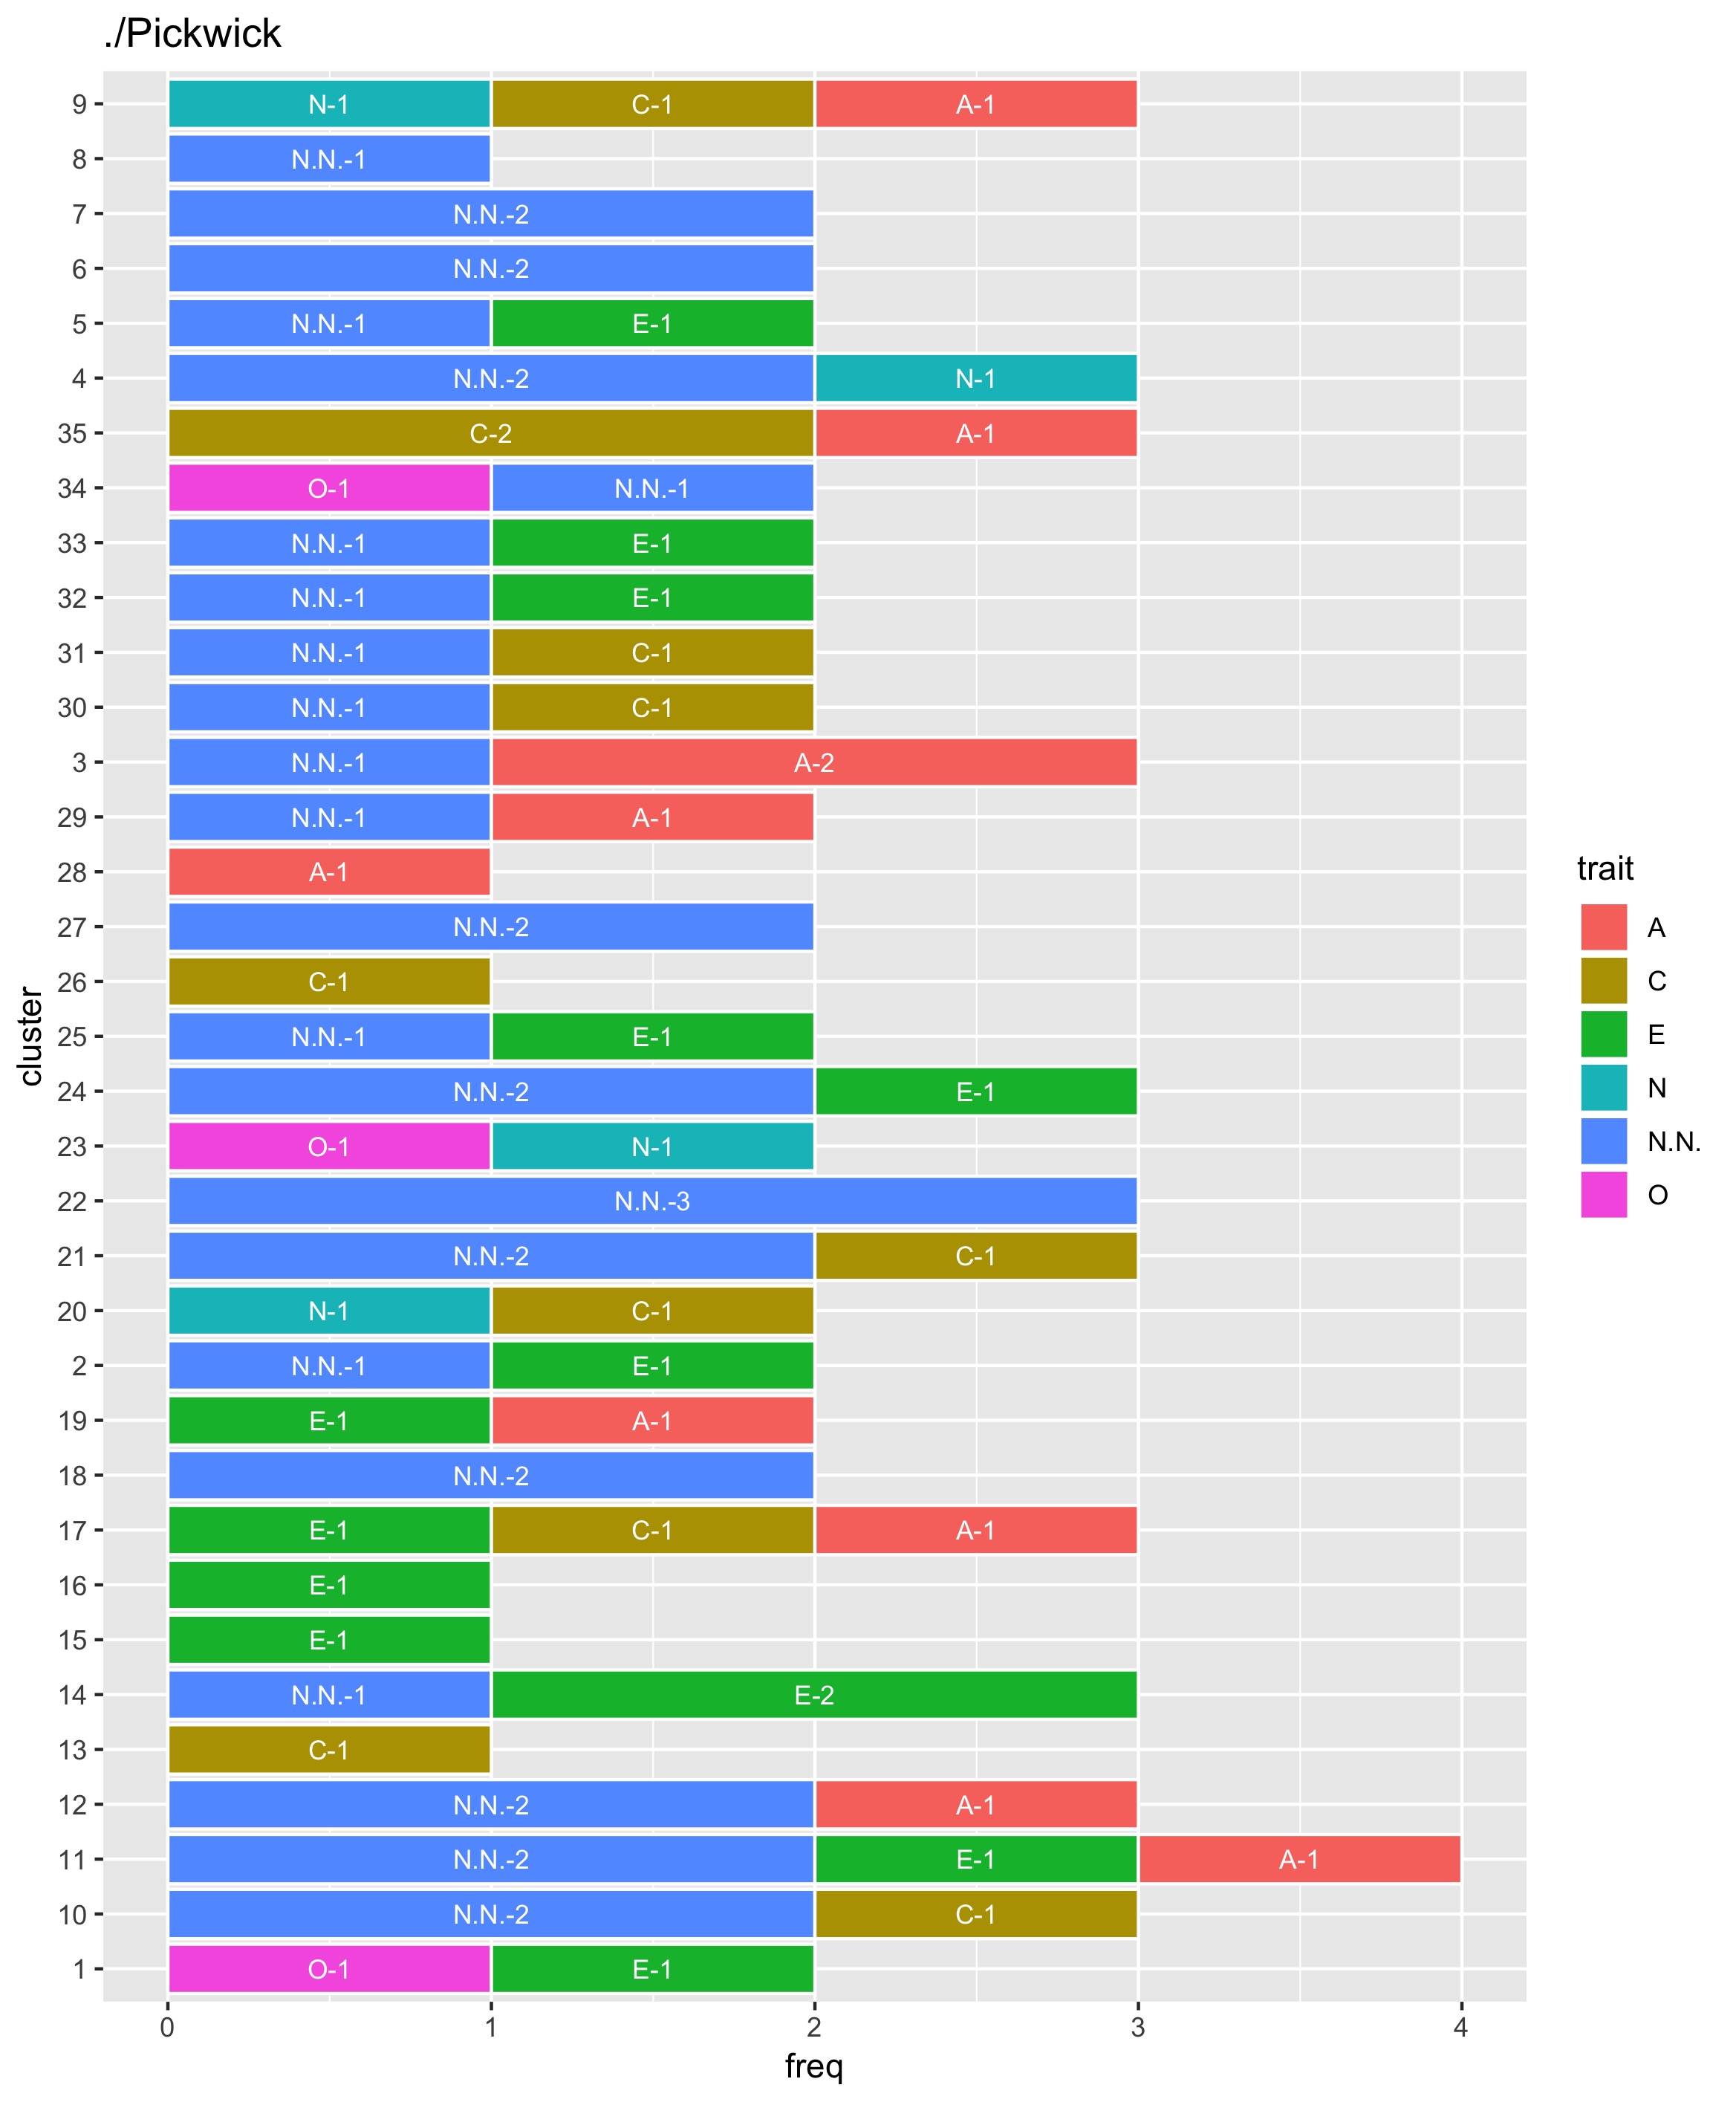 ./Pickwick
9 N-1 C-1 A-1
8 N.N.-1
7 N.N.-2
6 N.N.-2
5 N.N.-1 E-1
4 N.N.-2 N-1
35 C-2 A-1
34 O-1 N.N.-1
33 N.N.-1 E-1
32 N.N.-1 E-1
31 N.N.-1 C-1
30 N.N.-1 C-1
3 N.N.-1 A-2
29 N.N.-1 A-1
28 A-1
27 N.N.-2
26 C-1
25 N.N.-1 E-1
24 N.N.-2 E-1
23 O-1 N-1
22 N.N.-3
21 N.N.-2 C-1
20 N-1 C-1
2 N.N.-1 E-1
19 E-1 A-1
18 N.N.-2
17 E-1 C-1 A-1
16 E-1
15 E-1
14 N.N.-1 E-2
13 C-1
12 N.N.-2 A-1
11 N.N.-2 E-1 A-1
10 N.N.-2 C-1
1 O-1 E-1
0 1 2 3 4
freq
cluster
trait
A
C
E
N
N.N.
O